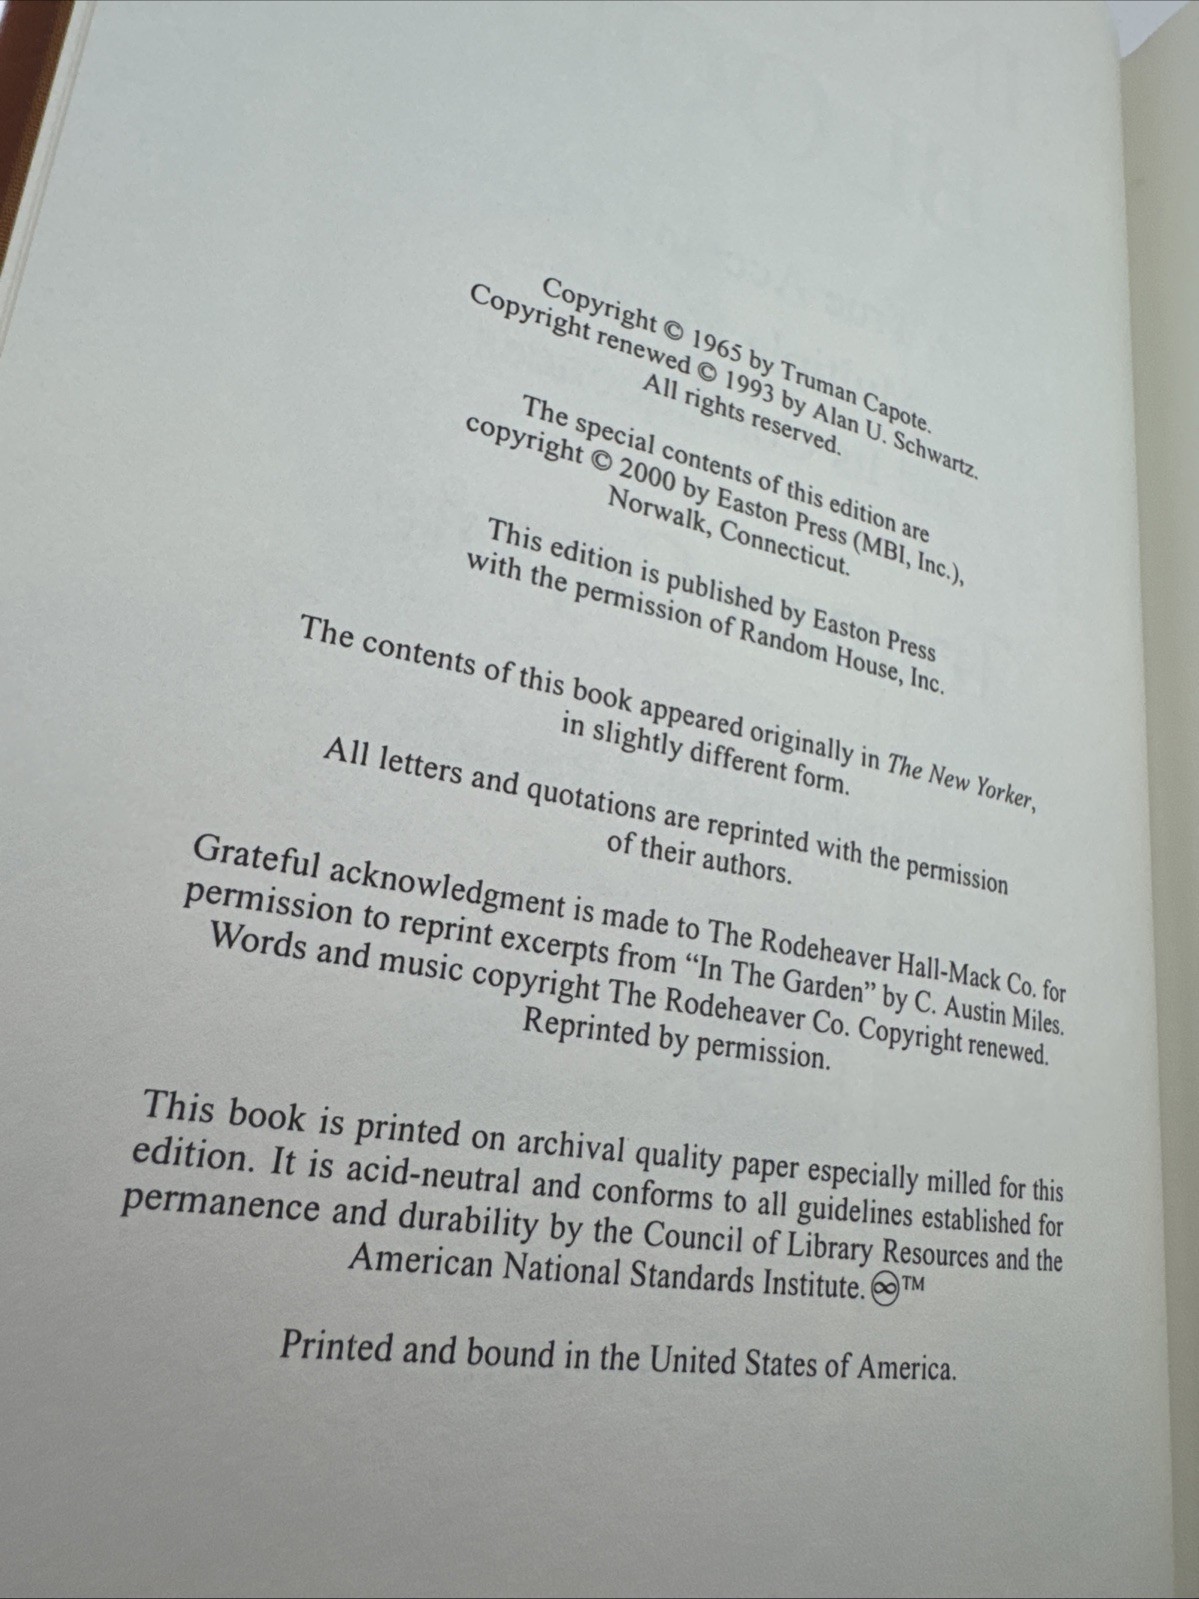 Copyright © 1965 by Truman Capote.
Copyright renewed © 1993 by Alan U. Schwartz.
All rights reserved.
The special contents of this edition are
copyright © 2000 by Easton Press (MBI, Inc.),
Norwalk, Connecticut.
This edition is published by Easton Press
with the permission of Random House, Inc.
The contents of this book appeared originally in The New Yorker,
in slightly different form.
All letters and quotations are reprinted with the permission
of their authors.
Grateful acknowledgment is made to The Rodeheaver Hall-Mack Co. for
permission to reprint excerpts from “In The Garden” by C. Austin Miles.
Words and music copyright The Rodeheaver Co. Copyright renewed.
Reprinted by permission.
This book is printed on archival quality paper especially milled for this
edition. It is acid-neutral and conforms to all guidelines established for
permanence and durability by the Council of Library Resources and the
American National Standards Institute. ♾™
Printed and bound in the United States of America.